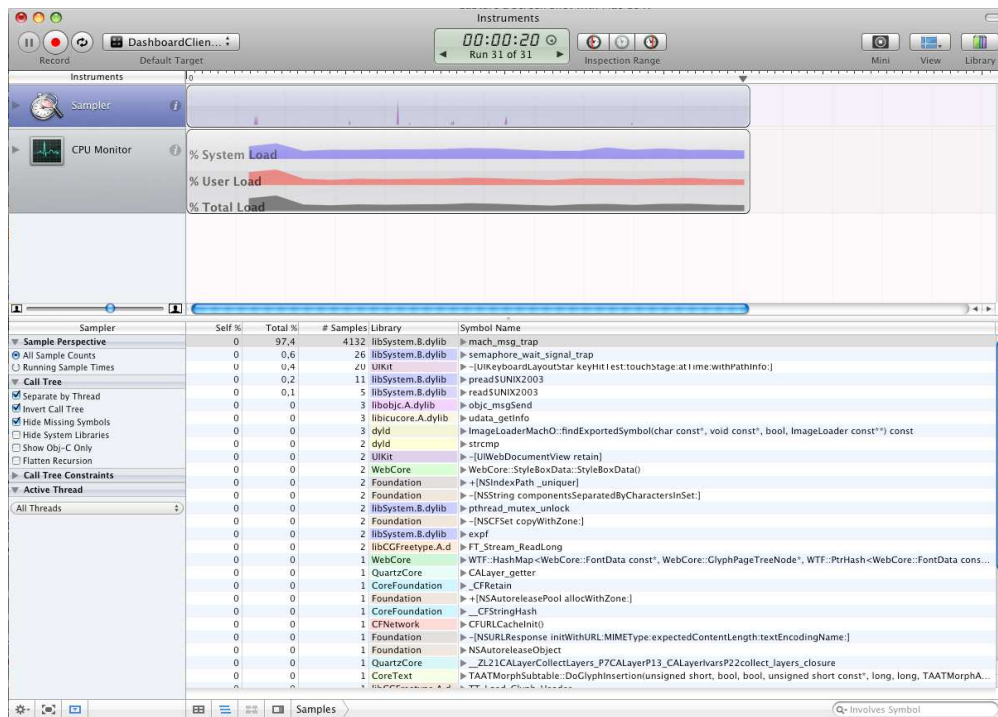 Instruments
DashboardClien...
00:00:20
Run 31 of 31
Record
Default Target
Inspection Range
Mini
View
Library
Instruments
0
Sampler
CPU Monitor
% System Load
% User Load
% Total Load
Sampler
Self %
Total %
# Samples
Library
Symbol Name
Sample Perspective
All Sample Counts
Running Sample Times
Call Tree
Separate by Thread
Invert Call Tree
Hide Missing Symbols
Hide System Libraries
Show Obj-C Only
Flatten Recursion
Call Tree Constraints
Active Thread
All Threads
0 97,4 4132 libSystem.B.dylib mach_msg_trap
0 0,6 26 libSystem.B.dylib semaphore_wait_signal_trap
0 0,4 20 UIKit -[UIKeyboardLayoutStar keyHitTest:touchStage:atTime:withPathInfo:]
0 0,2 11 libSystem.B.dylib pread$UNIX2003
0 0,1 5 libSystem.B.dylib read$UNIX2003
0 0 3 libobjc.A.dylib objc_msgSend
0 0 3 libicucore.A.dylib udata_getInfo
0 0 3 dyld ImageLoaderMachO::findExportedSymbol(char const*, void const*, bool, ImageLoader const**) const
0 0 2 dyld strcmp
0 0 2 UIKit -[UIWebDocumentView retain]
0 0 2 WebCore WebCore::StyleBoxData::StyleBoxData()
0 0 2 Foundation +[NSIndexPath _uniquer]
0 0 2 Foundation -[NSString componentsSeparatedByCharactersInSet:]
0 0 2 libSystem.B.dylib pthread_mutex_unlock
0 0 2 Foundation -[NSCFSet copyWithZone:]
0 0 2 libSystem.B.dylib expf
0 0 2 libCGFreetype.A.d FT_Stream_ReadLong
0 0 1 WebCore WTF::HashMap<WebCore::FontData const*, WebCore::GlyphPageTreeNode*, WTF::PtrHash<WebCore::FontData cons...
0 0 1 QuartzCore CALayer_getter
0 0 1 CoreFoundation _CFRetain
0 0 1 Foundation +[NSAutoreleasePool allocWithZone:]
0 0 1 CoreFoundation __CFStringHash
0 0 1 CFNetwork CFURLCacheInit()
0 0 1 Foundation -[NSURLResponse initWithURL:MIMEType:expectedContentLength:textEncodingName:]
0 0 1 Foundation NSAutoreleaseObject
0 0 1 QuartzCore __ZL21CALayerCollectLayers_P7CALayerP13_CALayerIvarsP22collect_layers_closure
0 0 1 CoreText TAATMorphSubtable::DoGlyphInsertion(unsigned short, bool, bool, unsigned short const*, long, long, TAATMorphA...
Samples
Involves Symbol